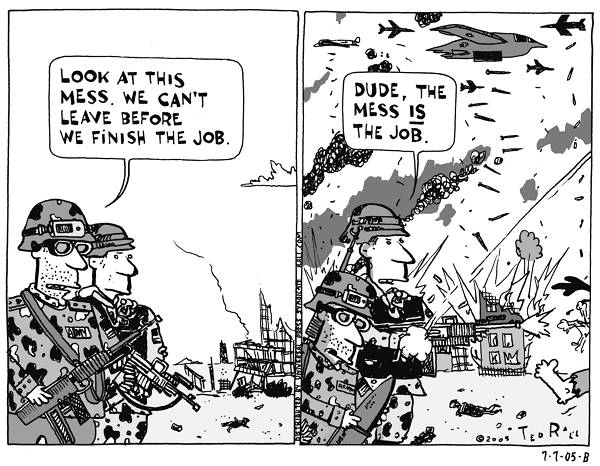 LOOK AT THIS
MESS. WE CAN'T
LEAVE BEFORE
WE FINISH THE JOB.
DUDE, THE
MESS IS
THE JOB.
©2005 TED RALL
7-7-05-B